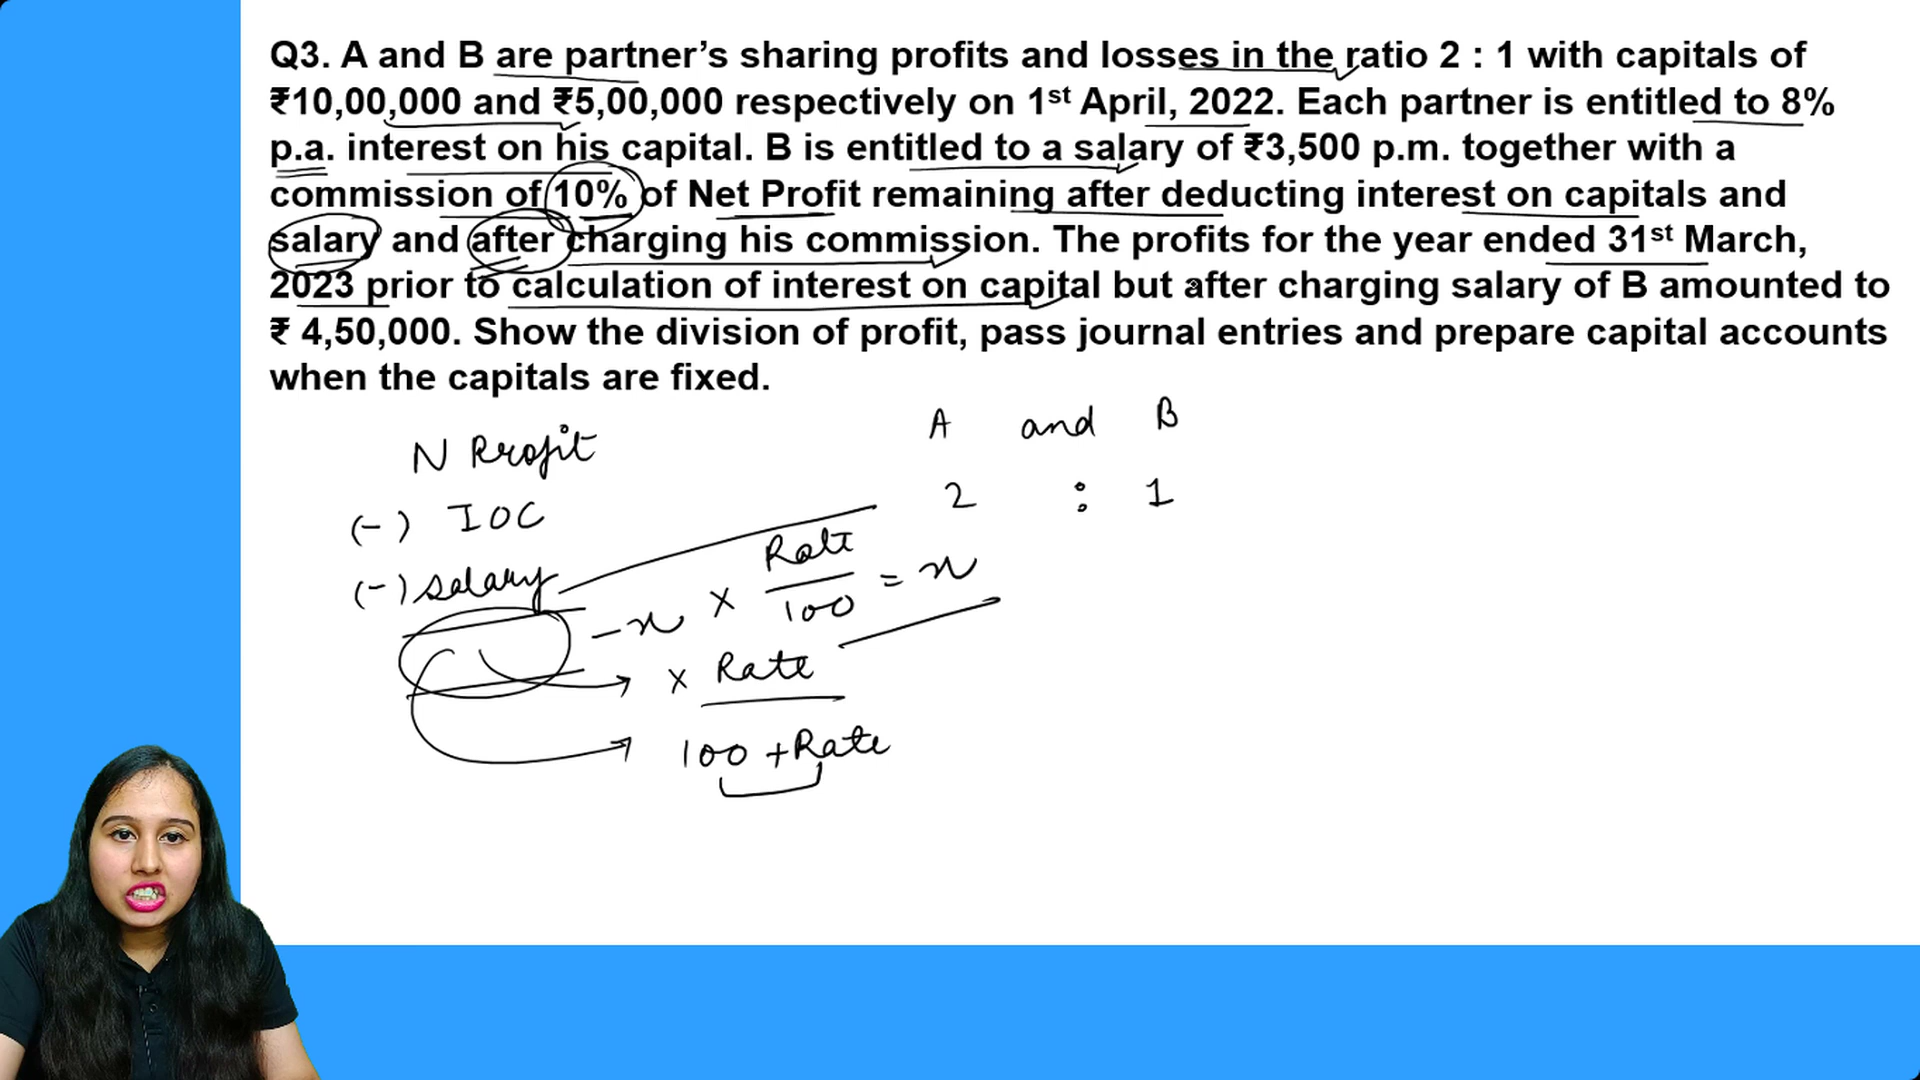 Q3. A and B are partner’s sharing profits and losses in the ratio 2 : 1 with capitals of
₹10,00,000 and ₹5,00,000 respectively on 1st April, 2022. Each partner is entitled to 8%
p.a. interest on his capital. B is entitled to a salary of ₹3,500 p.m. together with a
commission of 10% of Net Profit remaining after deducting interest on capitals and
salary and after charging his commission. The profits for the year ended 31st March,
2023 prior to calculation of interest on capital but after charging salary of B amounted to
₹ 4,50,000. Show the division of profit, pass journal entries and prepare capital accounts
when the capitals are fixed.
A and B
N Profit
2 : 1
(-) IOC
(-) salary
- x × Rate / 100 = x
× Rate
100 + Rate